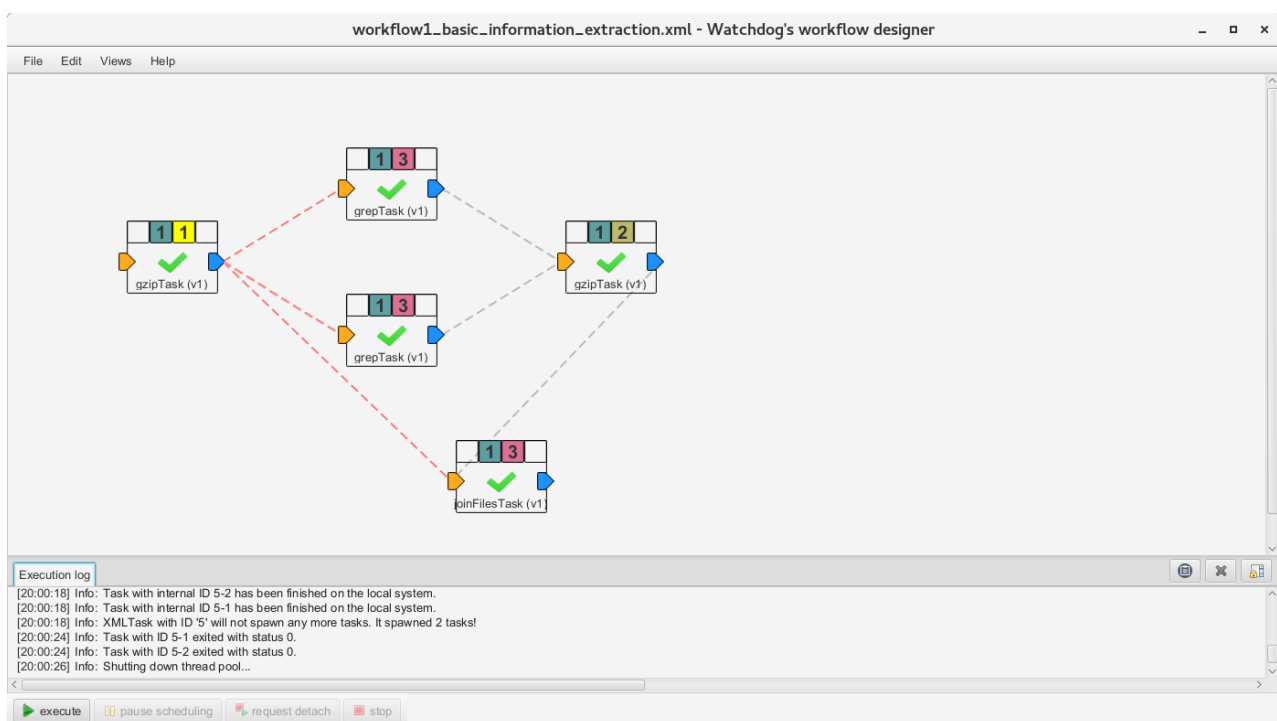 workflow1_basic_information_extraction.xml - Watchdog's workflow designer
File Edit Views Help
1 3
grepTask (v1)
1 1
gzipTask (v1)
1 2
gzipTask (v1)
1 3
grepTask (v1)
1 3
joinFilesTask (v1)
Execution log
[20:00:18] Info: Task with internal ID 5-2 has been finished on the local system.
[20:00:18] Info: Task with internal ID 5-1 has been finished on the local system.
[20:00:18] Info: XMLTask with ID '5' will not spawn any more tasks. It spawned 2 tasks!
[20:00:24] Info: Task with ID 5-1 exited with status 0.
[20:00:24] Info: Task with ID 5-2 exited with status 0.
[20:00:26] Info: Shutting down thread pool...
execute pause scheduling request detach stop